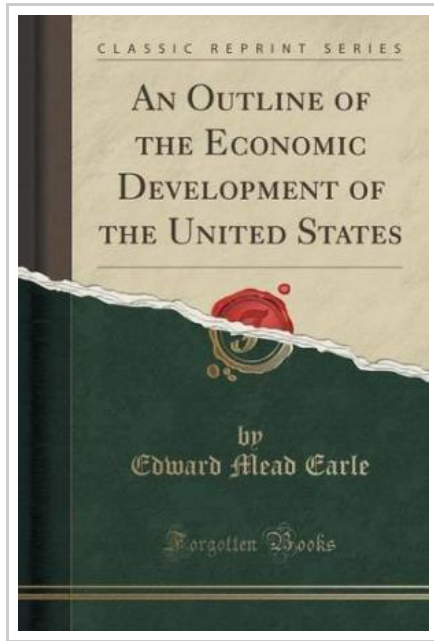 CLASSIC REPRINT SERIES
AN OUTLINE OF
THE ECONOMIC
DEVELOPMENT OF
THE UNITED STATES
F
by
Edward Mead Earle
Forgotten Books